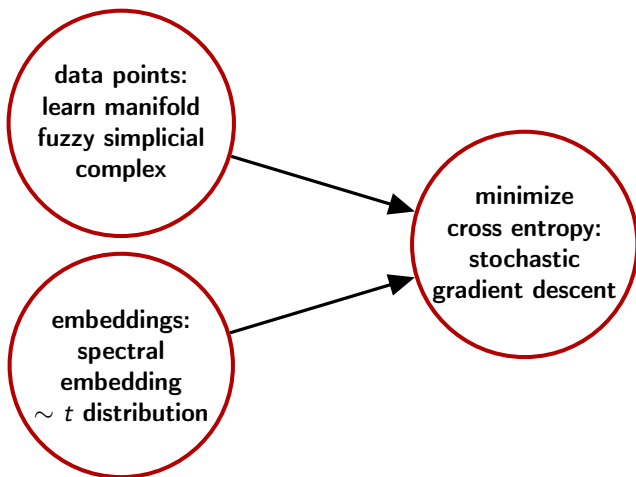 data points:
learn manifold
fuzzy simplicial
complex
minimize
cross entropy:
stochastic
gradient descent
embeddings:
spectral
embedding
∼ t distribution